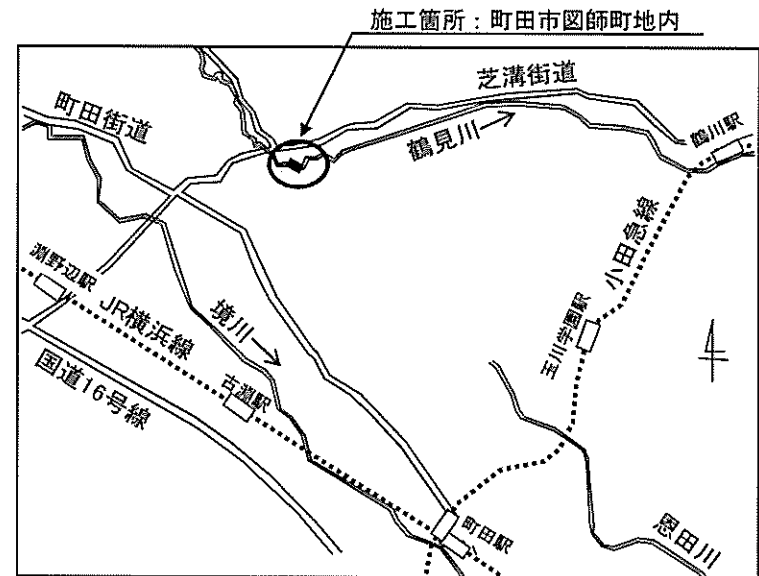 施工箇所：町田市図師町地内
芝溝街道
町田街道
鶴見川→
鶴川駅
小田急線
淵野辺駅
JR横浜線
境川→
玉川学園駅
国道16号線
古淵駅
町田駅
恩田川